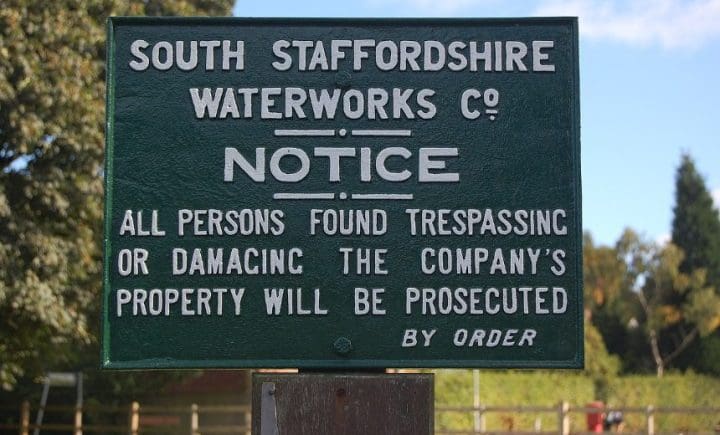 SOUTH STAFFORDSHIRE
WATERWORKS Cº
NOTICE
ALL PERSONS FOUND TRESPASSING
OR DAMAGING THE COMPANY'S
PROPERTY WILL BE PROSECUTED
BY ORDER